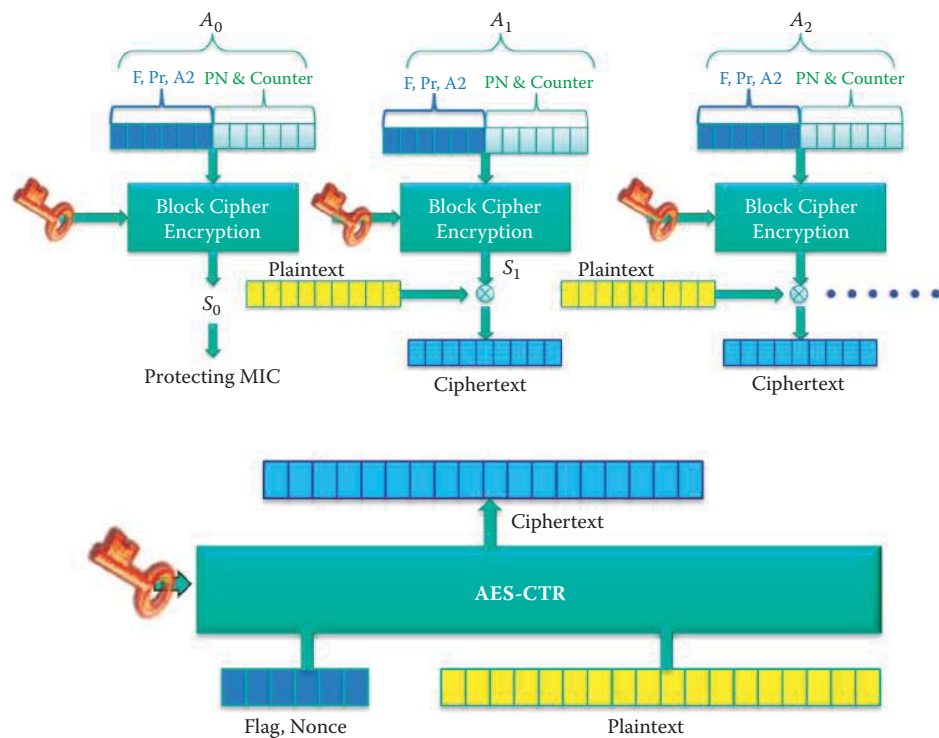 A0
A1
A2
F, Pr, A2
PN & Counter
F, Pr, A2
PN & Counter
F, Pr, A2
PN & Counter
Block Cipher
Encryption
Block Cipher
Encryption
Block Cipher
Encryption
Plaintext
S1
Plaintext
S0
Protecting MIC
Ciphertext
Ciphertext
Ciphertext
AES-CTR
Flag, Nonce
Plaintext